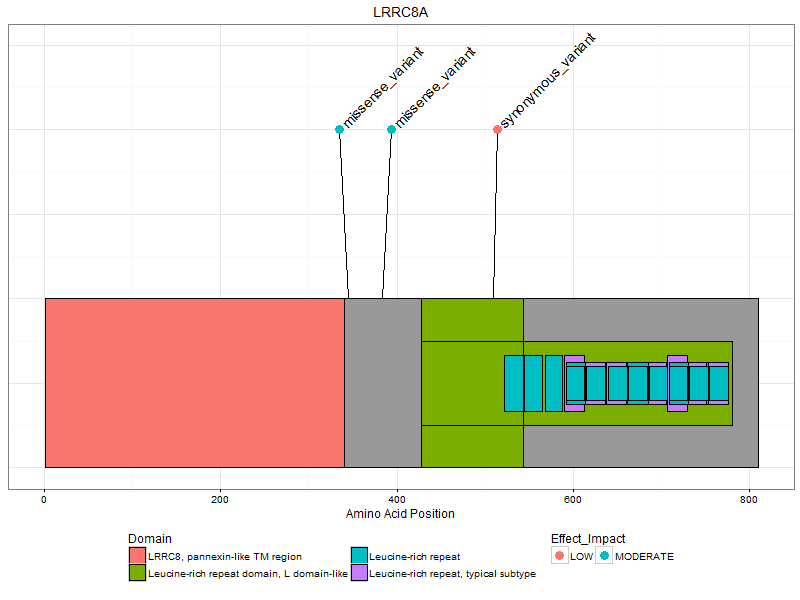 LRRC8A
missense_variant
missense_variant
synonymous_variant
0 200 400 600 800
Amino Acid Position
Domain
LRRC8, pannexin-like TM region
Leucine-rich repeat domain, L domain-like
Leucine-rich repeat
Leucine-rich repeat, typical subtype
Effect_Impact
LOW MODERATE